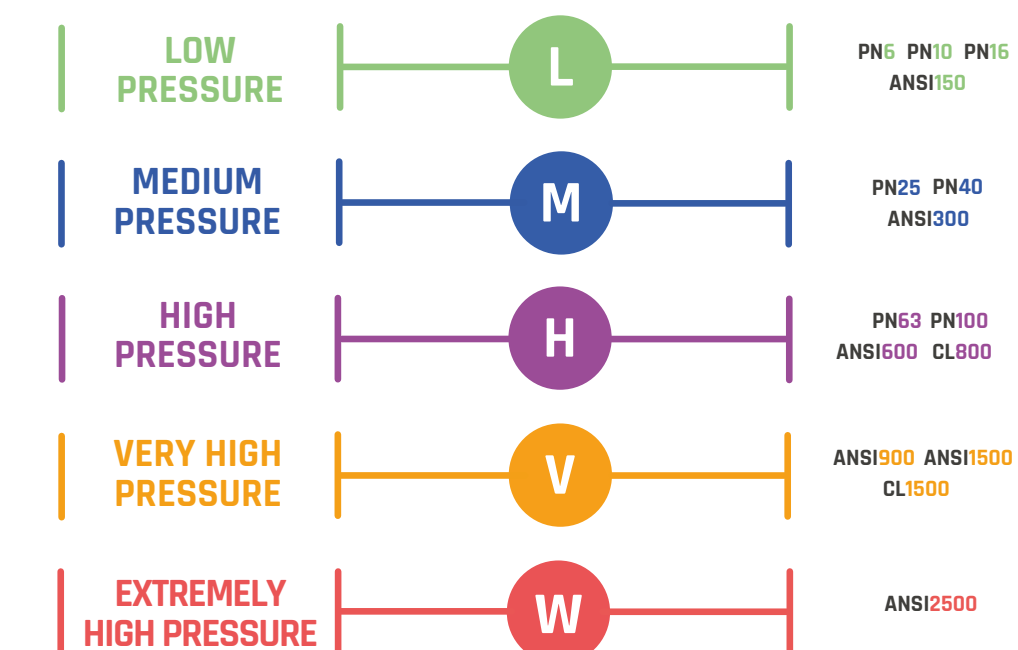 LOW
PRESSURE
L
PN6 PN10 PN16
ANSI150
MEDIUM
PRESSURE
M
PN25 PN40
ANSI300
HIGH
PRESSURE
H
PN63 PN100
ANSI600 CL800
VERY HIGH
PRESSURE
V
ANSI900 ANSI1500
CL1500
EXTREMELY
HIGH PRESSURE
W
ANSI2500